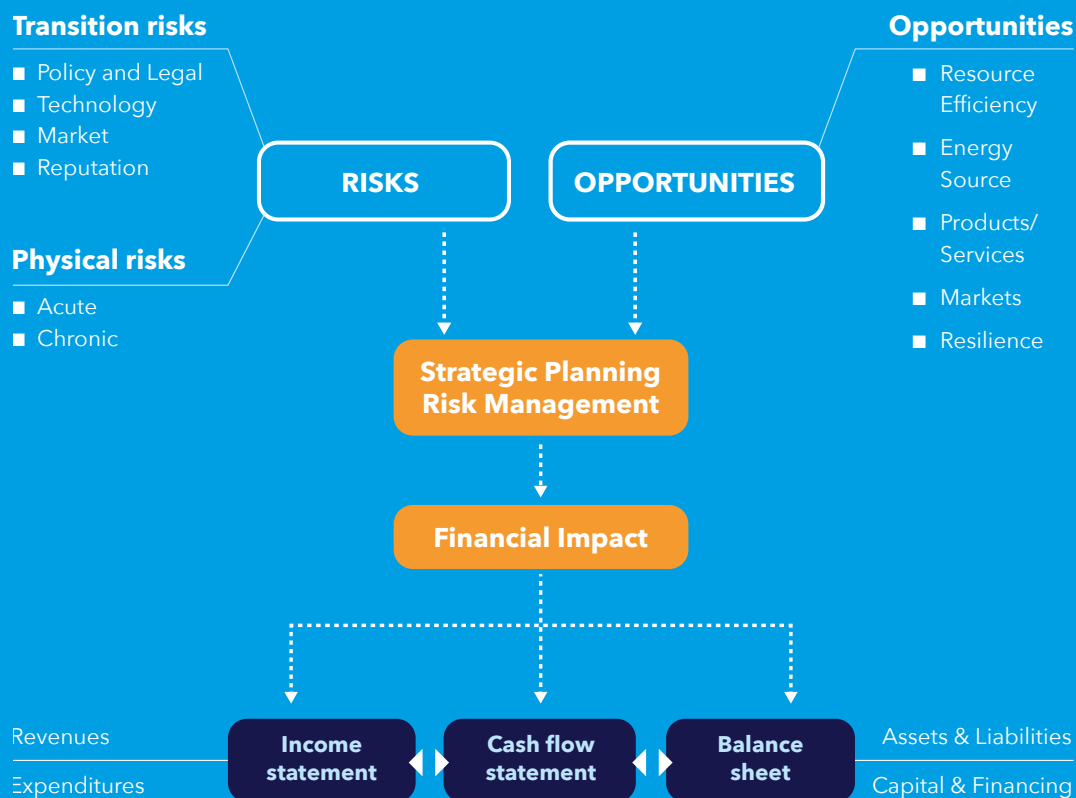 Transition risks
Policy and Legal
Technology
Market
Reputation
Physical risks
Acute
Chronic
RISKS
OPPORTUNITIES
Opportunities
Resource
Efficiency
Energy
Source
Products/
Services
Markets
Resilience
Strategic Planning
Risk Management
Financial Impact
Revenues
Expenditures
Income
statement
Cash flow
statement
Balance
sheet
Assets & Liabilities
Capital & Financing